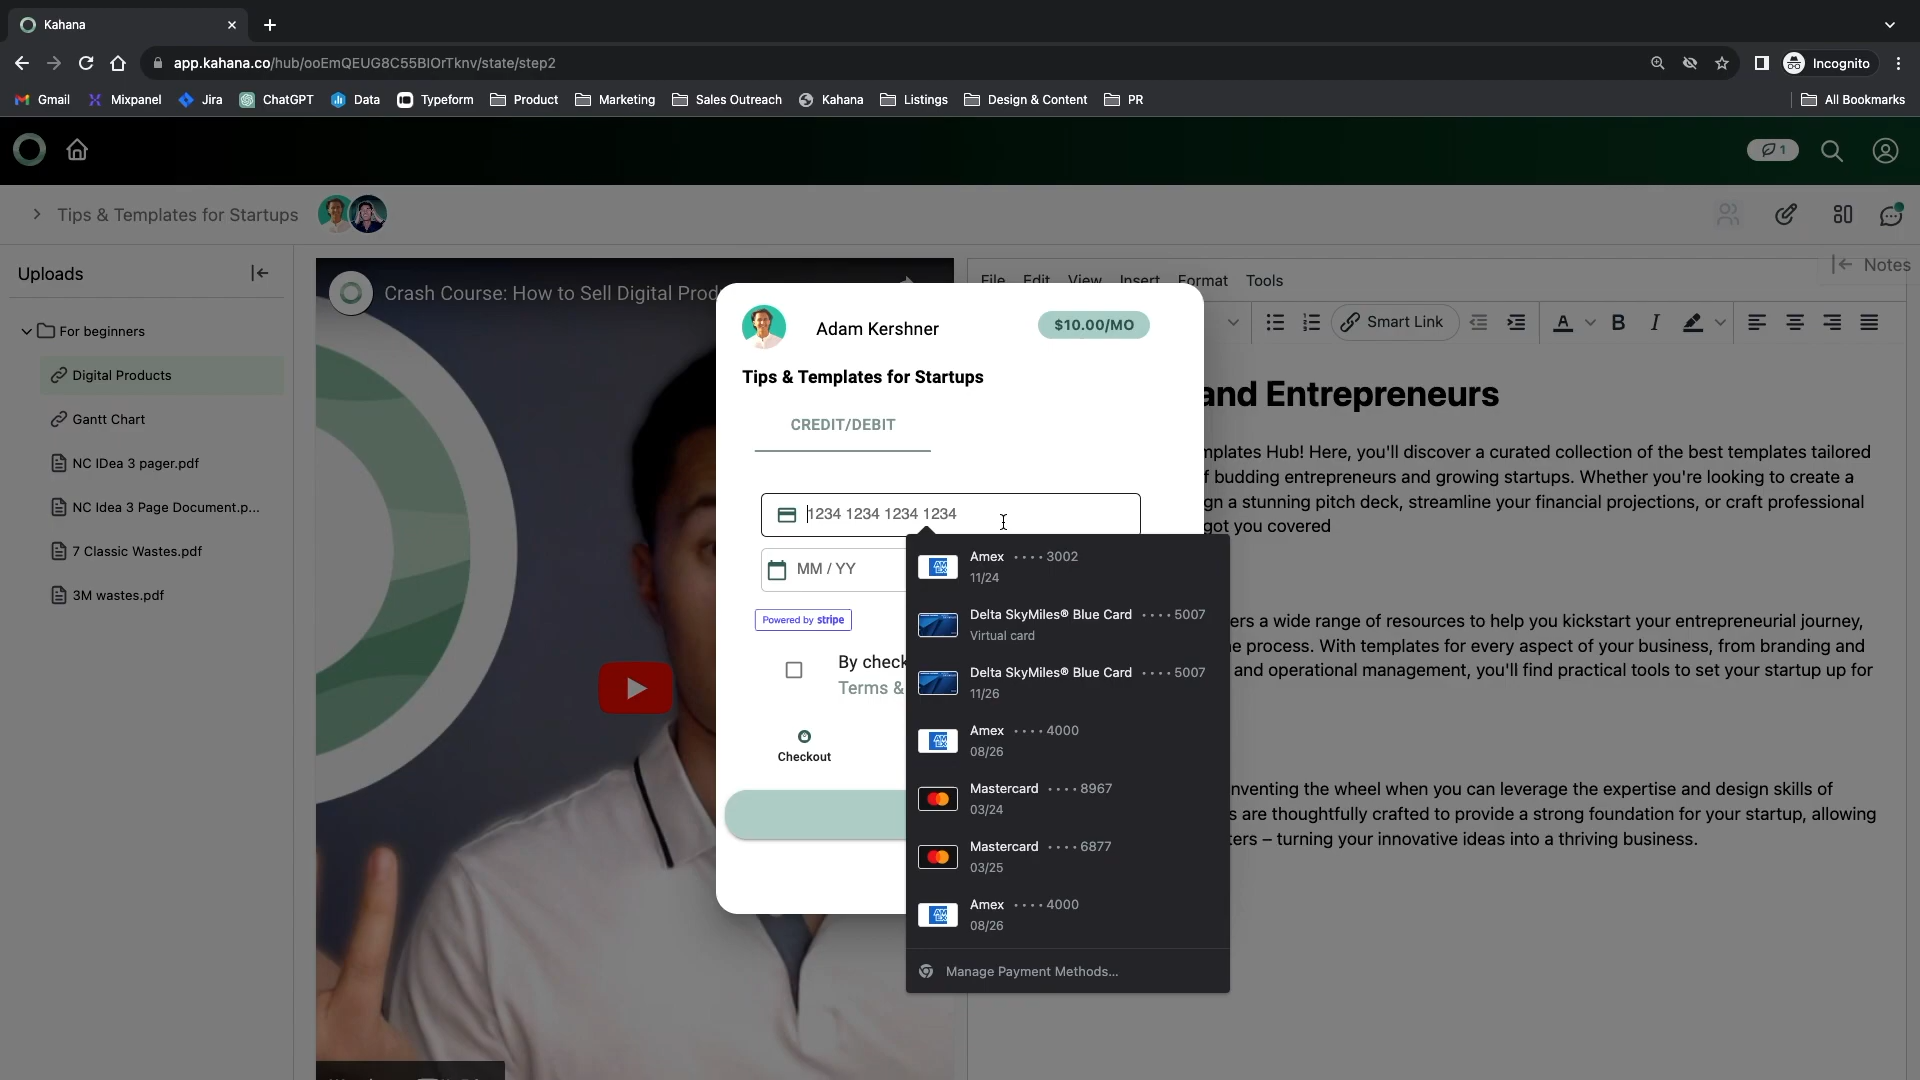 Kahana
app.kahana.co/hub/ooEmQEUG8C55BIOrTknv/state/step2
Incognito
Gmail
Mixpanel
Jira
ChatGPT
Data
Typeform
Product
Marketing
Sales Outreach
Kahana
Listings
Design & Content
PR
All Bookmarks
1
Tips & Templates for Startups
Uploads
For beginners
Digital Products
Gantt Chart
NC IDea 3 pager.pdf
NC Idea 3 Page Document.p...
7 Classic Wastes.pdf
3M wastes.pdf
Crash Course: How to Sell Digital Prod
Adam Kershner
$10.00/MO
Tips & Templates for Startups
CREDIT/DEBIT
1234 1234 1234 1234
MM / YY
Powered by stripe
By check
Terms &
Checkout
Amex ····3002
11/24
Delta SkyMiles® Blue Card ····5007
Virtual card
Delta SkyMiles® Blue Card ····5007
11/26
Amex ····4000
08/26
Mastercard ····8967
03/24
Mastercard ····6877
03/25
Amex ····4000
08/26
Manage Payment Methods...
File Edit View Insert Format Tools
Notes
Smart Link
and Entrepreneurs
mplates Hub! Here, you'll discover a curated collection of the best templates tailored
f budding entrepreneurs and growing startups. Whether you're looking to create a
gn a stunning pitch deck, streamline your financial projections, or craft professional
got you covered
ers a wide range of resources to help you kickstart your entrepreneurial journey,
e process. With templates for every aspect of your business, from branding and
and operational management, you'll find practical tools to set your startup up for
nventing the wheel when you can leverage the expertise and design skills of
s are thoughtfully crafted to provide a strong foundation for your startup, allowing
ters – turning your innovative ideas into a thriving business.